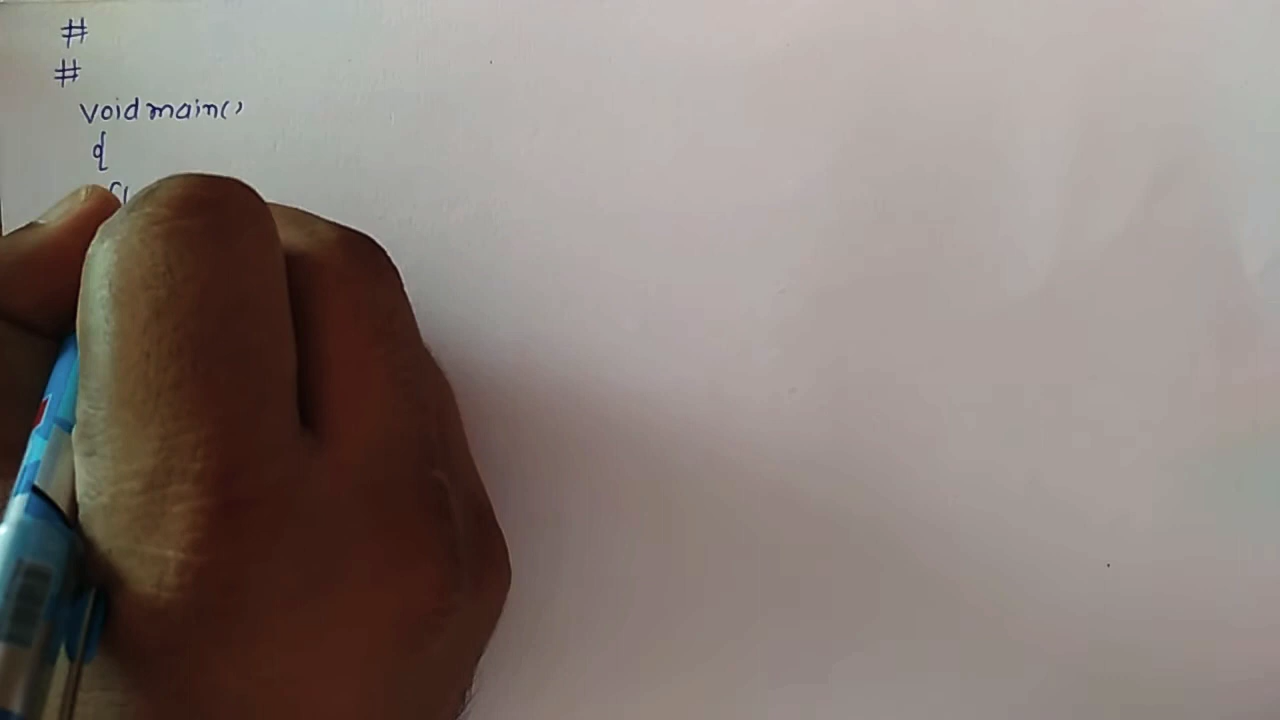 #
#
void main()
{